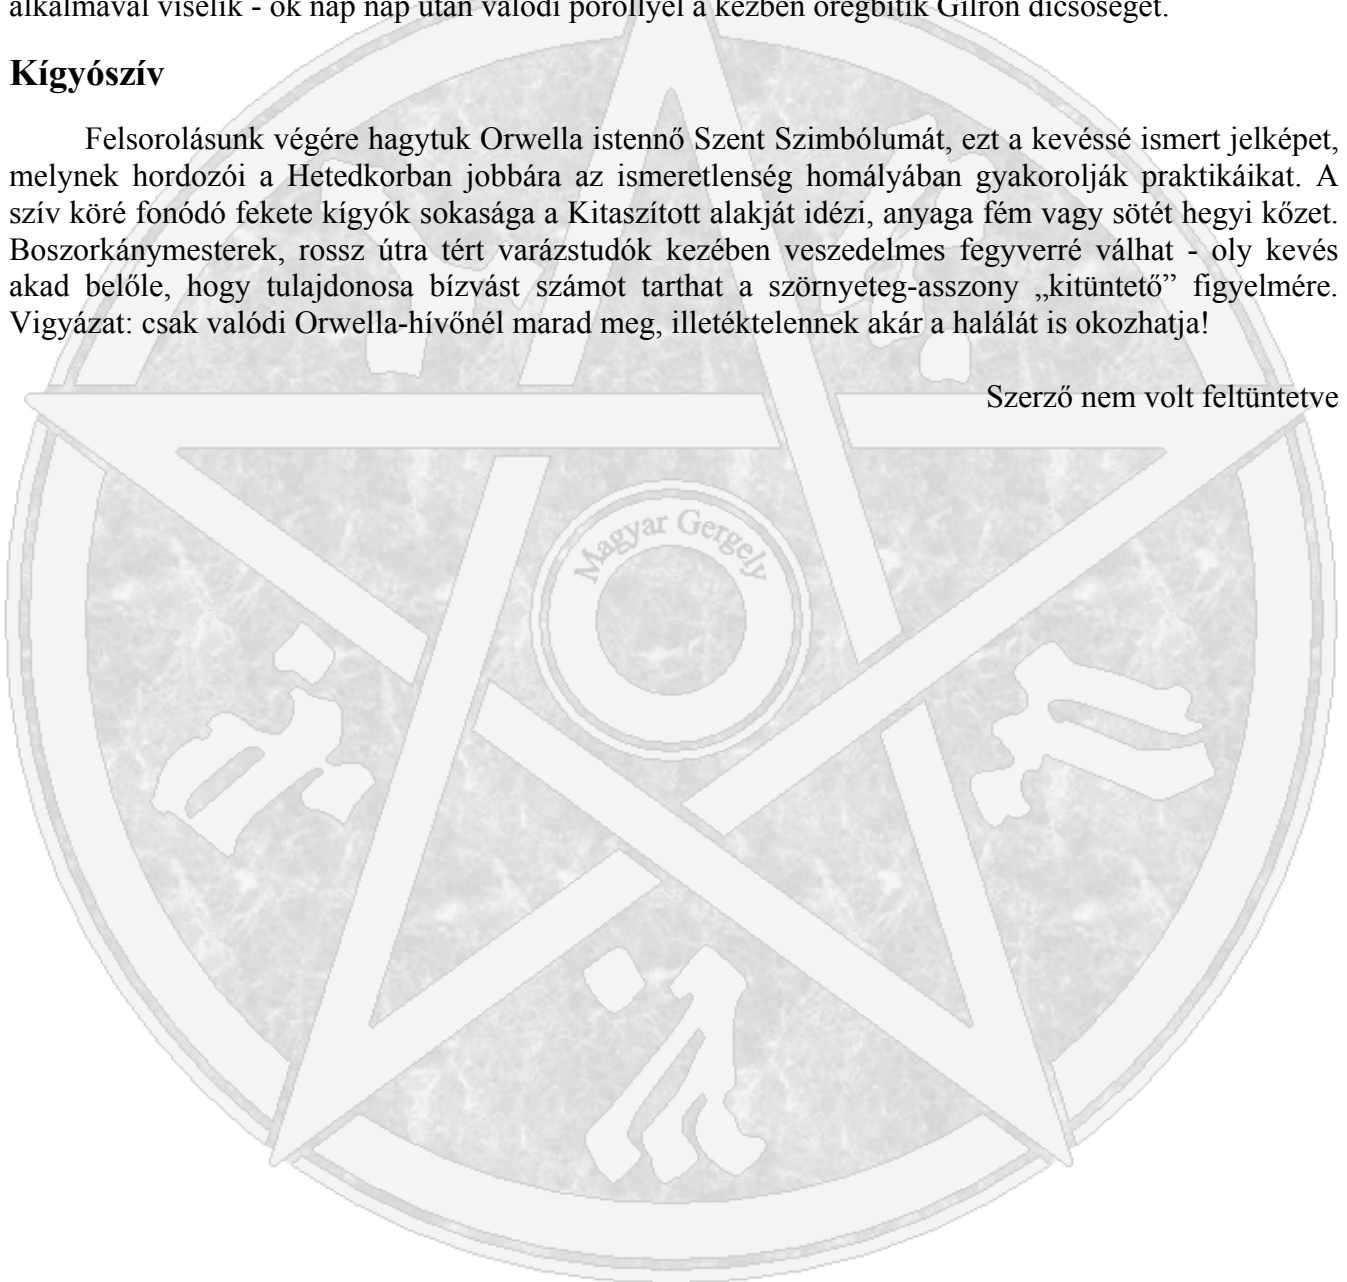 alkalmával viselik - ők nap nap után valódi pöröllyel a kézben öregbítik Gilron dicsőségét.
Kígyószív
Felsorolásunk végére hagytuk Orwella istennő Szent Szimbólumát, ezt a kevéssé ismert jelképet,
melynek hordozói a Hetedkorban jobbára az ismeretlenség homályában gyakorolják praktikáikat. A
szív köré fonódó fekete kígyók sokasága a Kitaszított alakját idézi, anyaga fém vagy sötét hegyi kőzet.
Boszorkánymesterek, rossz útra tért varázstudók kezében veszedelmes fegyverré válhat - oly kevés
akad belőle, hogy tulajdonosa bízvást számot tarthat a szörnyeteg-asszony „kitüntető” figyelmére.
Vigyázat: csak valódi Orwella-hívőnél marad meg, illetéktelennek akár a halálát is okozhatja!
Szerző nem volt feltüntetve
Magyar Gergely